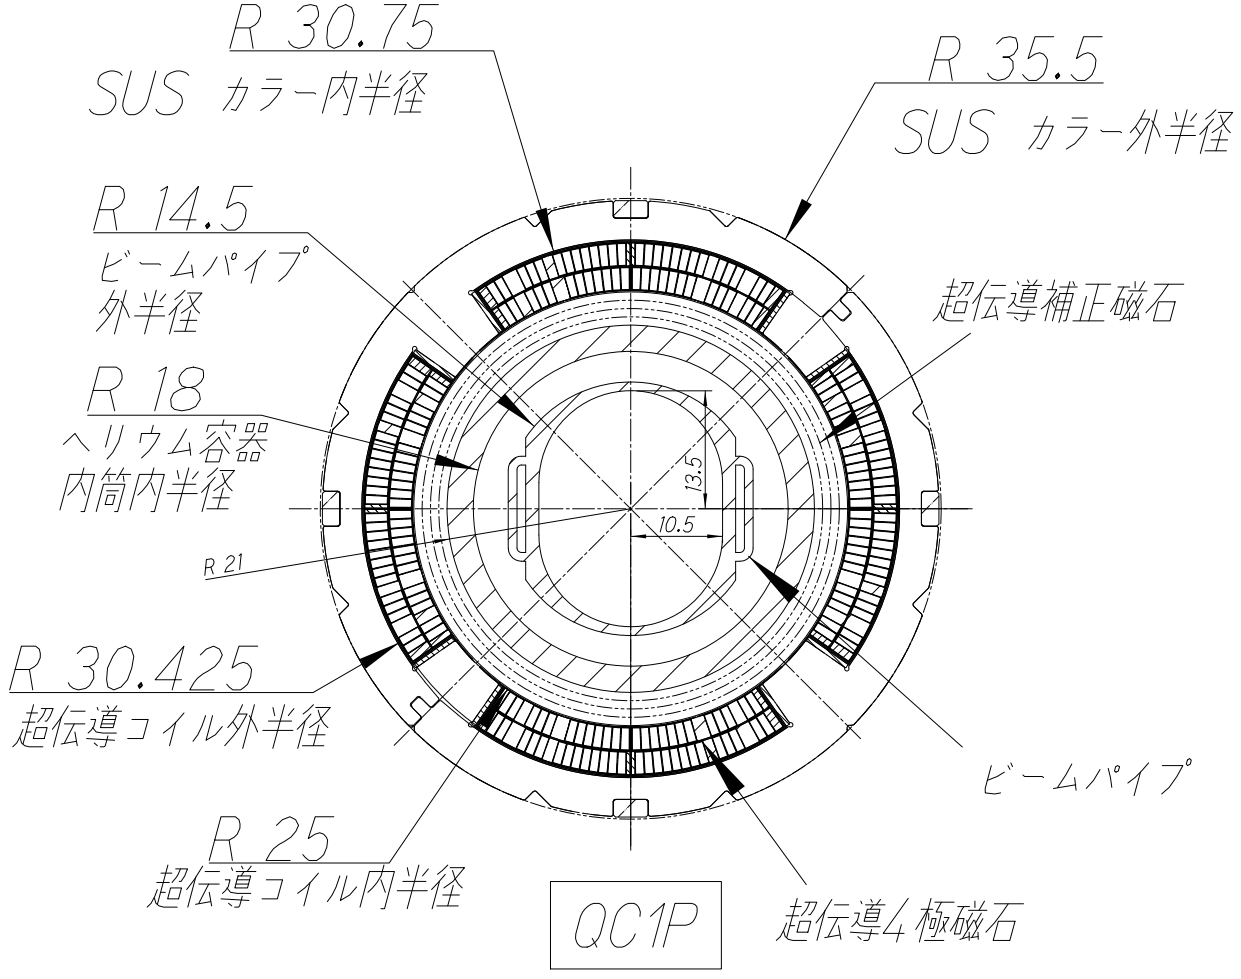 R 30.75
SUS カラー内半径
R 35.5
SUS カラー外半径
R 14.5
ビームパイプ
外半径
超伝導補正磁石
R 18
ヘリウム容器
内筒内半径
13.5
10.5
R 21
R 30.425
超伝導コイル外半径
ビームパイプ
R 25
超伝導コイル内半径
超伝導4極磁石
QC1P